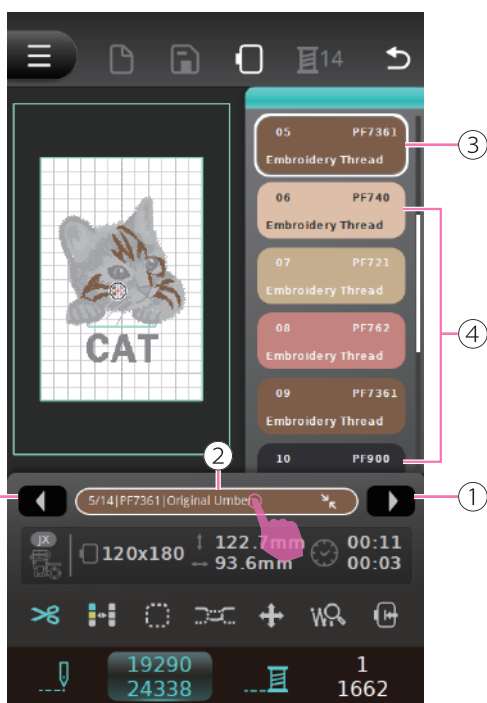 14
05 PF7361
Embroidery Thread
③
06 PF740
Embroidery Thread
07 PF721
Embroidery Thread
④
08 PF762
Embroidery Thread
CAT
09 PF7361
Embroidery Thread
10 PF900
②
5/14|PF7361|Original Umber
①
JX
120x180
122.7mm
93.6mm
00:11
00:03
19290
24338
1
1662